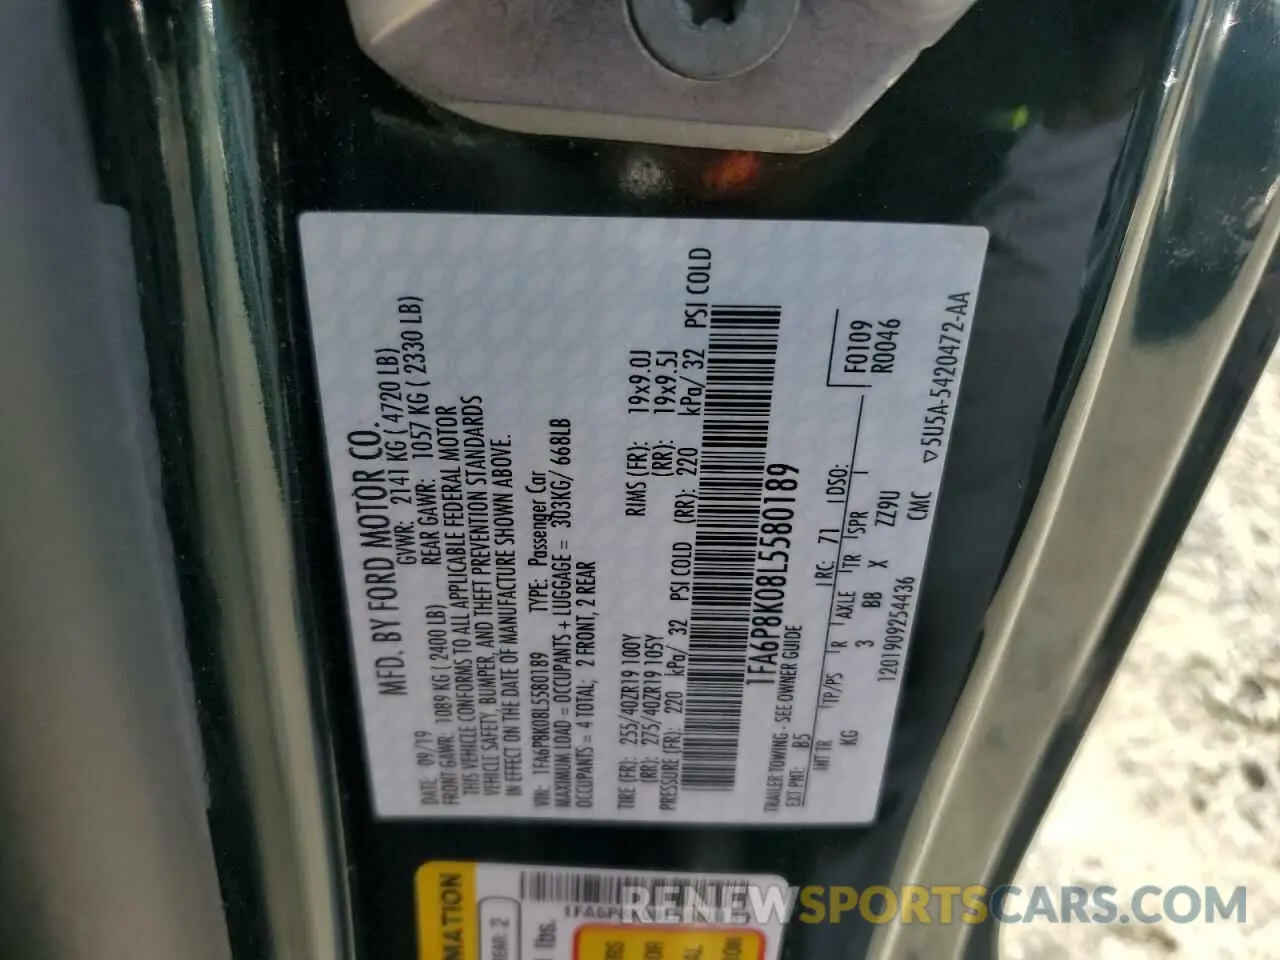 MFD. BY FORD MOTOR CO.
DATE: 09/19 GVWR: 2141 KG ( 4720 LB)
FRONT GAWR: 1089 KG ( 2400 LB) REAR GAWR: 1057 KG ( 2330 LB)
THIS VEHICLE CONFORMS TO ALL APPLICABLE FEDERAL MOTOR
VEHICLE SAFETY, BUMPER, AND THEFT PREVENTION STANDARDS
IN EFFECT ON THE DATE OF MANUFACTURE SHOWN ABOVE.
VIN: 1FA6P8K08L5580189 TYPE: Passenger Car
MAXIMUM LOAD = OCCUPANTS + LUGGAGE = 303KG/ 668LB
OCCUPANTS = 4 TOTAL; 2 FRONT, 2 REAR
TIRE (FR): 255/40ZR19 100Y RIMS (FR): 19x9.0J
(RR): 275/40ZR19 105Y (RR): 19x9.5J
PRESSURE (FR): 220 kPa/ 32 PSI COLD (RR): 220 kPa/ 32 PSI COLD
1FA6P8K08L5580189
TRAILER TOWING - SEE OWNER GUIDE
EXT PNT: B5 RC: 71 DSO:
F0109
R0046
INT TR TP/PS R AXLE TR SPR
KG 3 BB X ZZ9U
1201909254436 CMC
▽5U5A-5420472-AA
MATION
REAR 2
lbs.
RENEWSPORTSCARS.COM